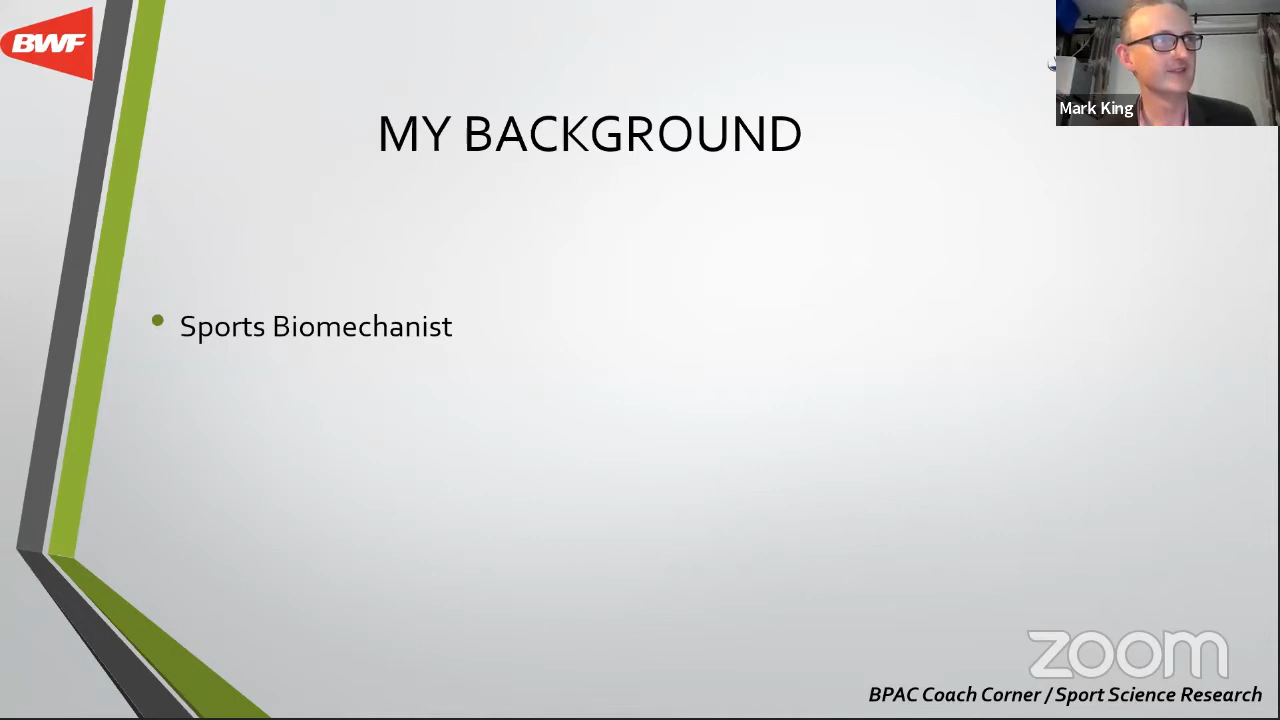 BWF
Mark King
MY BACKGROUND
Sports Biomechanist
zoom
BPAC Coach Corner / Sport Science Research